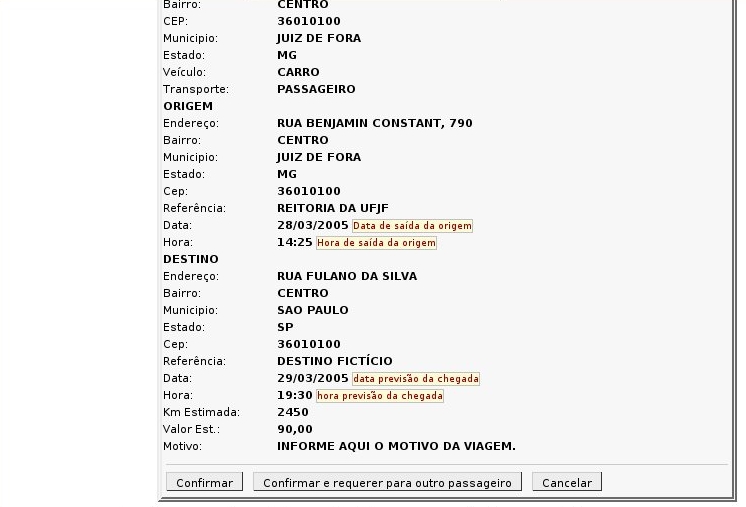 Bairro: CENTRO
CEP: 36010100
Municipio: JUIZ DE FORA
Estado: MG
Veículo: CARRO
Transporte: PASSAGEIRO
ORIGEM
Endereço: RUA BENJAMIN CONSTANT, 790
Bairro: CENTRO
Municipio: JUIZ DE FORA
Estado: MG
Cep: 36010100
Referência: REITORIA DA UFJF
Data: 28/03/2005 Data de saída da origem
Hora: 14:25 Hora de saída da origem
DESTINO
Endereço: RUA FULANO DA SILVA
Bairro: CENTRO
Municipio: SAO PAULO
Estado: SP
Cep: 36010100
Referência: DESTINO FICTÍCIO
Data: 29/03/2005 data previsão da chegada
Hora: 19:30 hora previsão da chegada
Km Estimada: 2450
Valor Est.: 90,00
Motivo: INFORME AQUI O MOTIVO DA VIAGEM.
Confirmar Confirmar e requerer para outro passageiro Cancelar